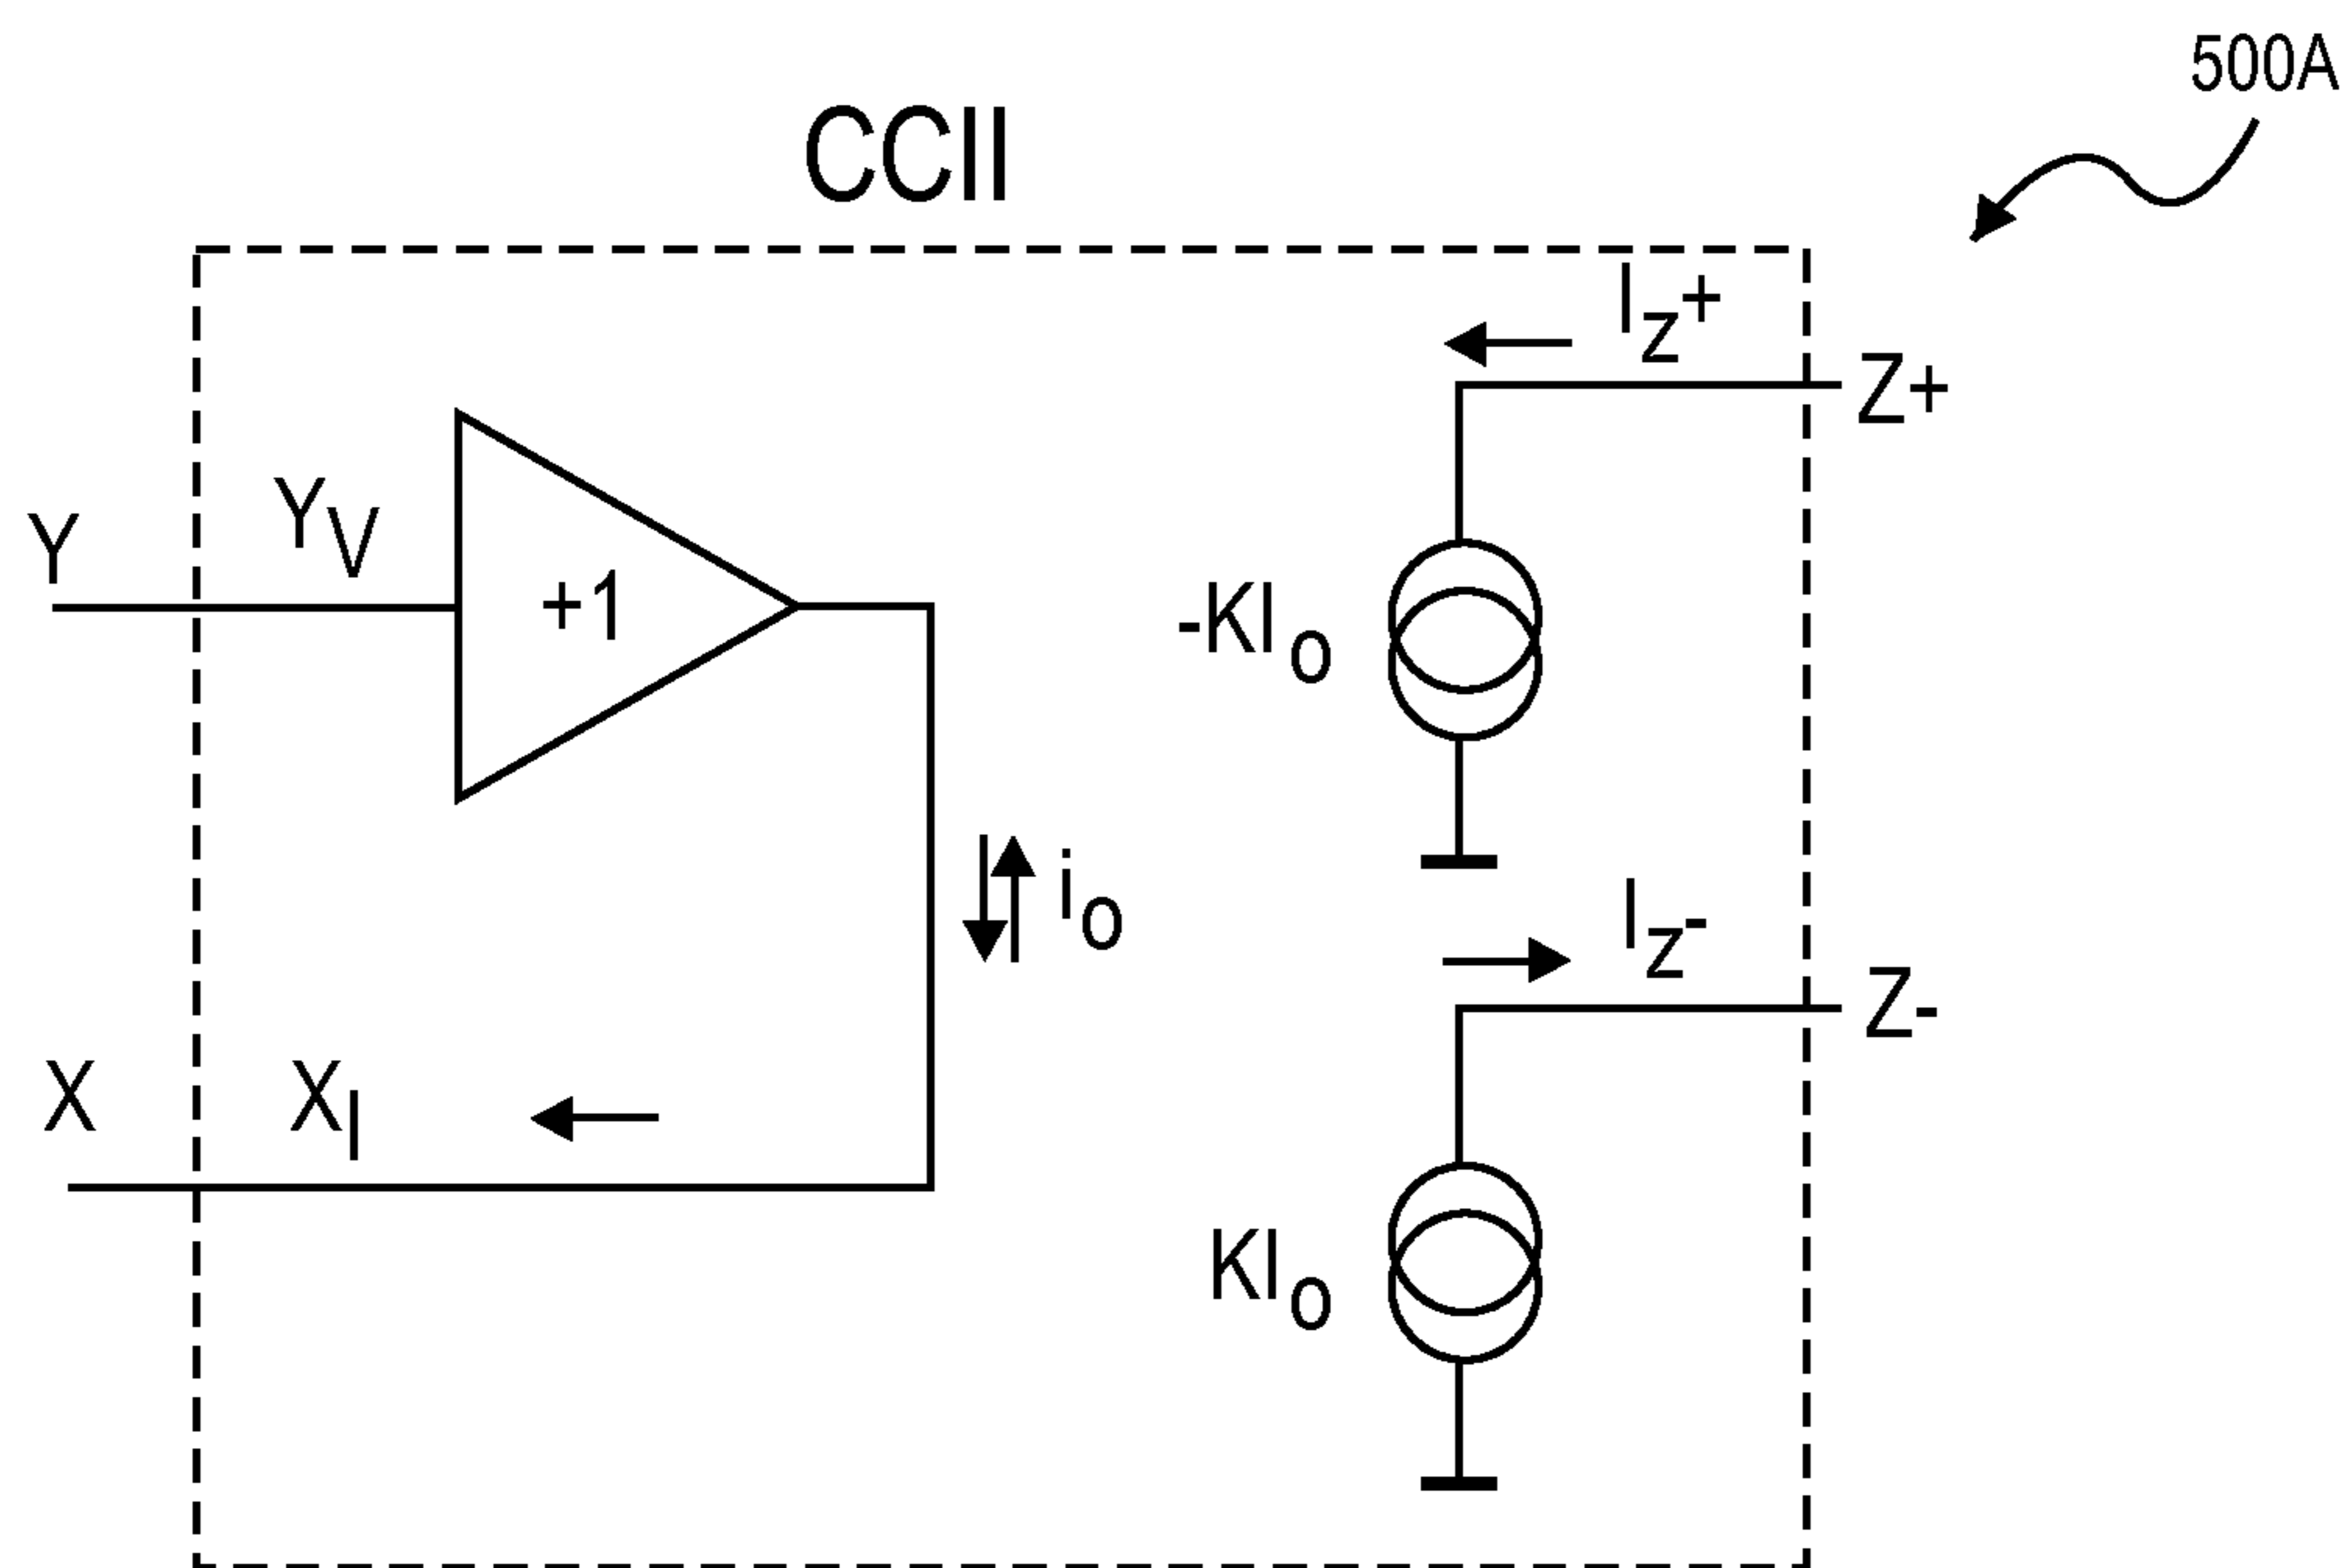 500A
CCII
Iz+
Z+
Y
Yv
+1
-KIo
io
Iz-
Z-
X
XI
KIo